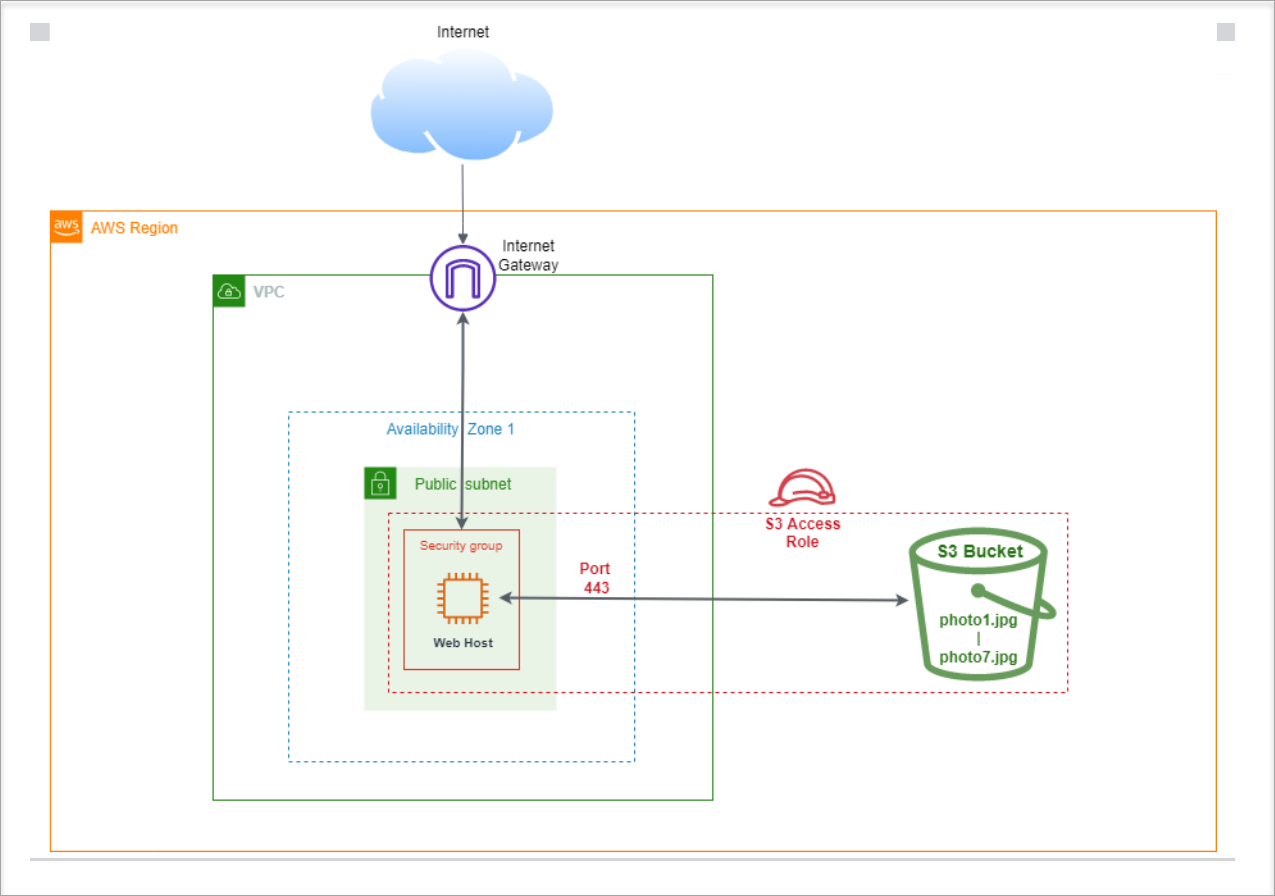 Internet
aws
AWS Region
Internet
Gateway
VPC
Availability Zone 1
Public subnet
S3 Access
Role
Security group
S3 Bucket
Port
443
photo1.jpg
|
photo7.jpg
Web Host